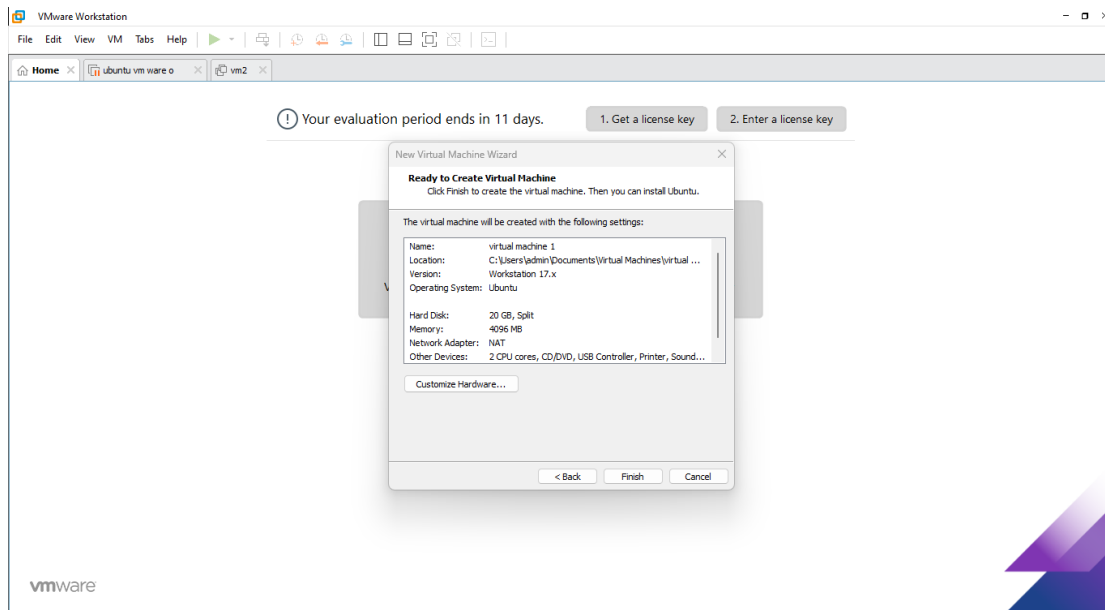 VMware Workstation
File Edit View VM Tabs Help
Home ubuntu vm ware o vm2
Your evaluation period ends in 11 days. 1. Get a license key 2. Enter a license key
New Virtual Machine Wizard
Ready to Create Virtual Machine
Click Finish to create the virtual machine. Then you can install Ubuntu.
The virtual machine will be created with the following settings:
Name: virtual machine 1
Location: C:\Users\admin\Documents\Virtual Machines\virtual ...
Version: Workstation 17.x
Operating System: Ubuntu
Hard Disk: 20 GB, Split
Memory: 4096 MB
Network Adapter: NAT
Other Devices: 2 CPU cores, CD/DVD, USB Controller, Printer, Sound...
Customize Hardware...
< Back Finish Cancel
vmware